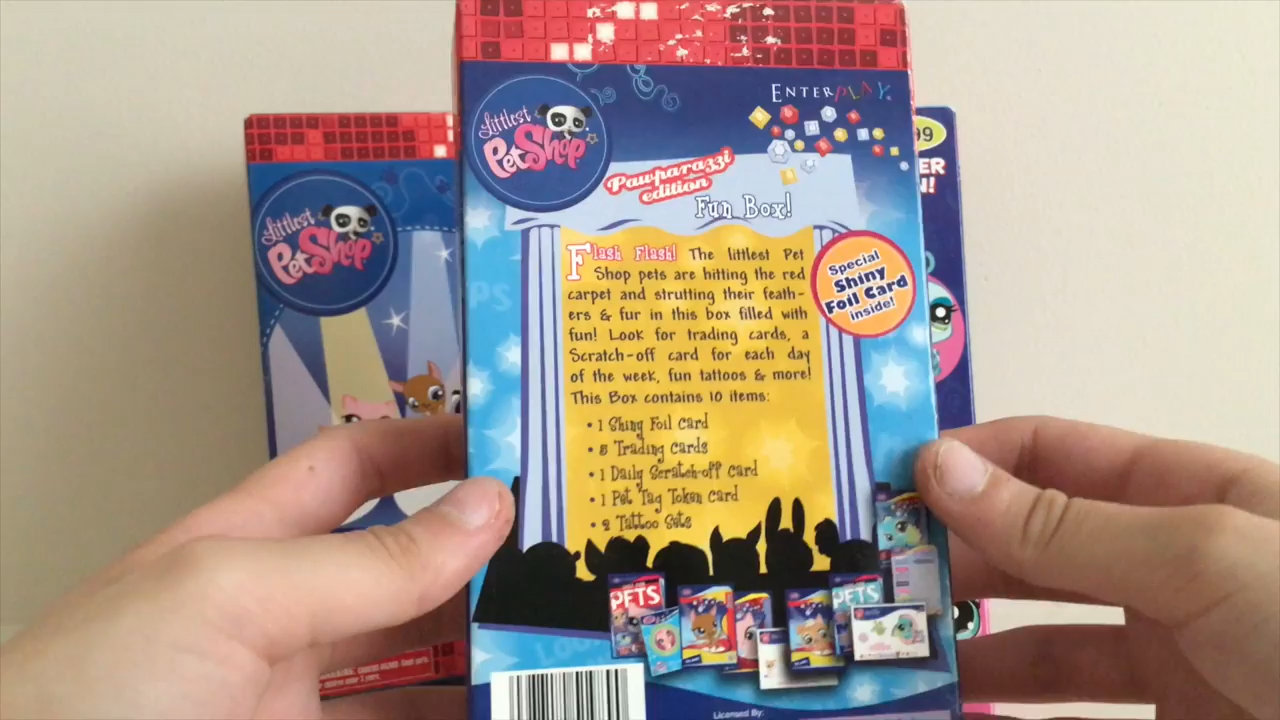 Littlest
PetShop
ENTERPLAY
Pawparazzi
edition
Fun Box!
Flash Flash! The littlest Pet
Shop pets are hitting the red
carpet and strutting their feath-
ers & fur in this box filled with
fun! Look for trading cards, a
Scratch-off card for each day
of the week, fun tattoos & more!
This Box contains 10 items:
• 1 Shiny Foil card
• 5 Trading cards
• 1 Daily Scratch-off card
• 1 Pet Tag Token card
• 2 Tattoo Sets
Special
Shiny
Foil Card
inside!
PETS
PETS
Licensed By:
Littlest
PetShop
99